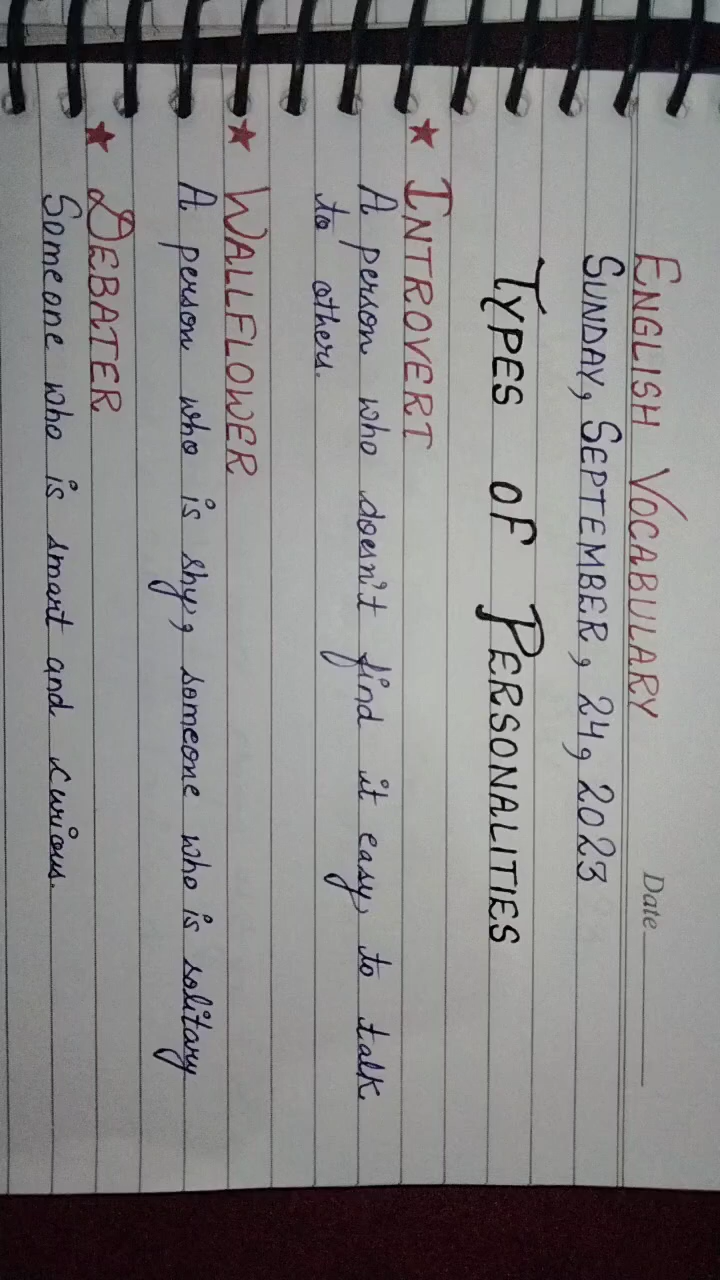 Date
ENGLISH VOCABULARY
SUNDAY, SEPTEMBER, 24, 2023
TYPES OF PERSONALITIES
★ INTROVERT
A person who doesn't find it easy, to talk
to others.
★ WALLFLOWER
A person who is shy, someone who is solitary
★ DEBATER
Someone who is smart and curious.